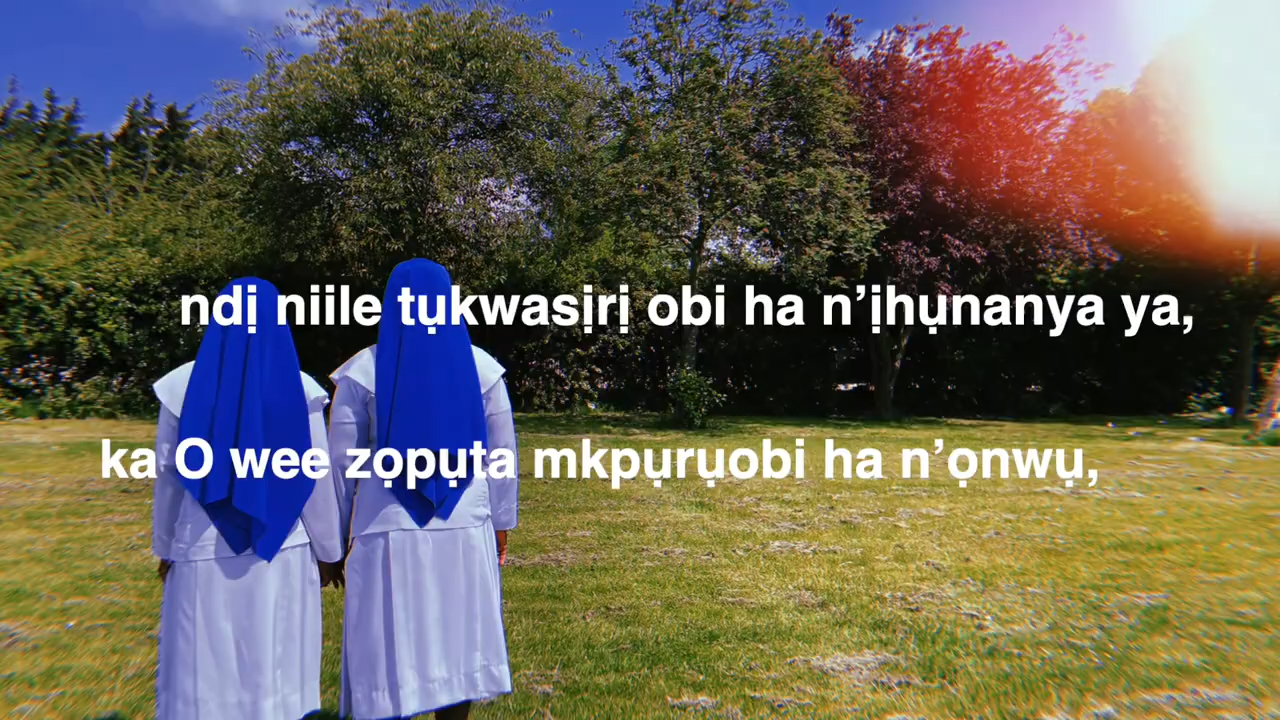 ndị niile tụkwasịrị obi ha n’ịhụnanya ya,
ka O wee zọpụta mkpụrụobi ha n’ọnwụ,